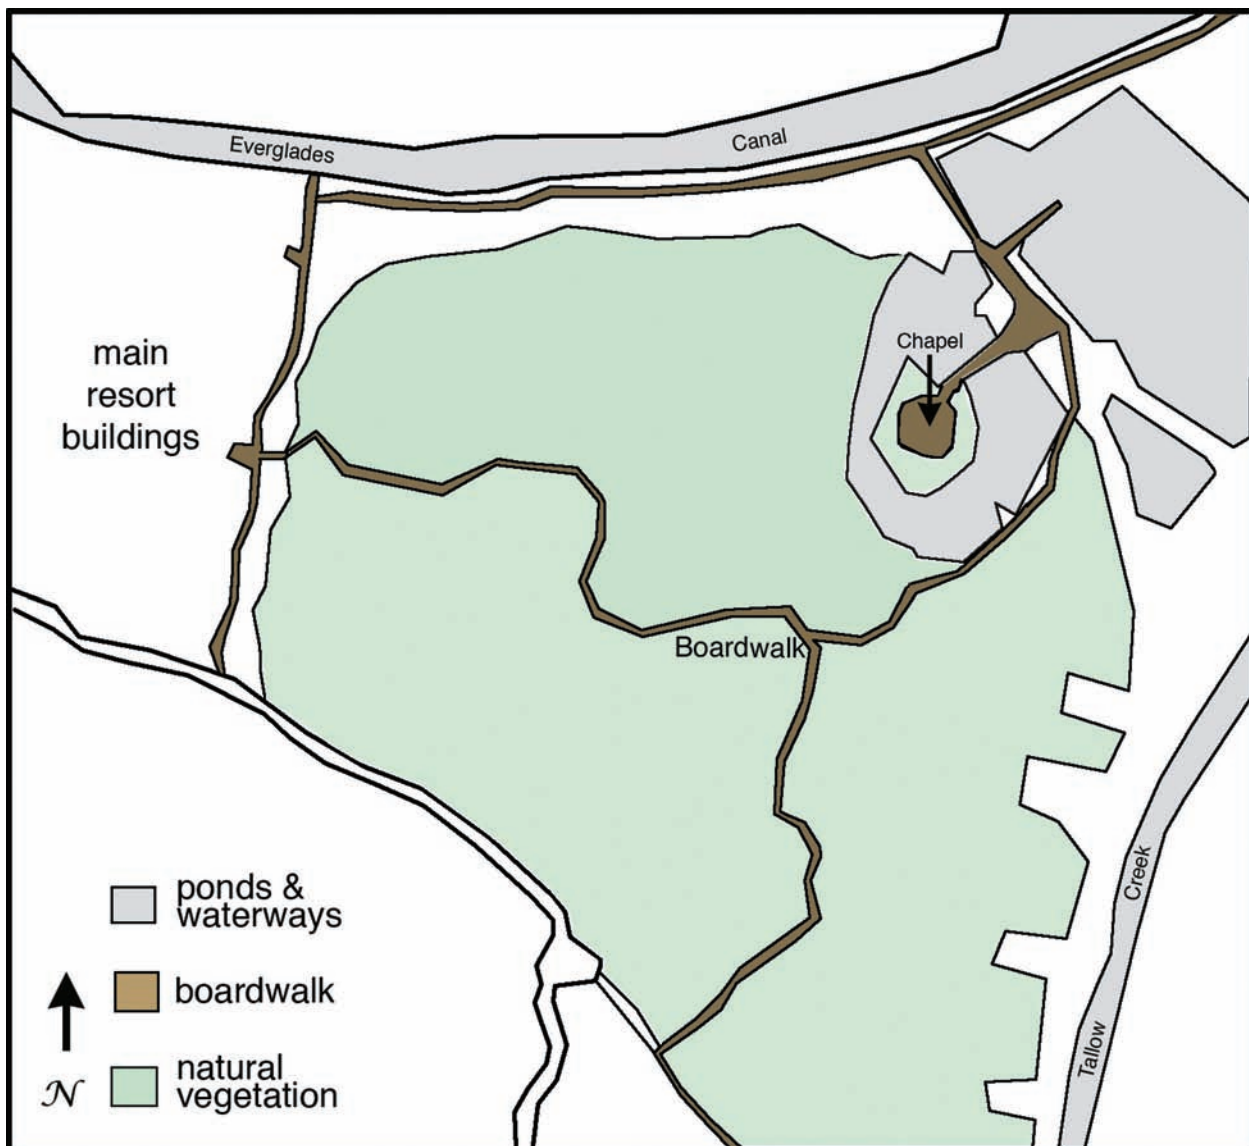 Everglades
Canal
Chapel
main
resort
buildings
Boardwalk
Creek
Tallow
ponds &
waterways
boardwalk
natural
vegetation
N